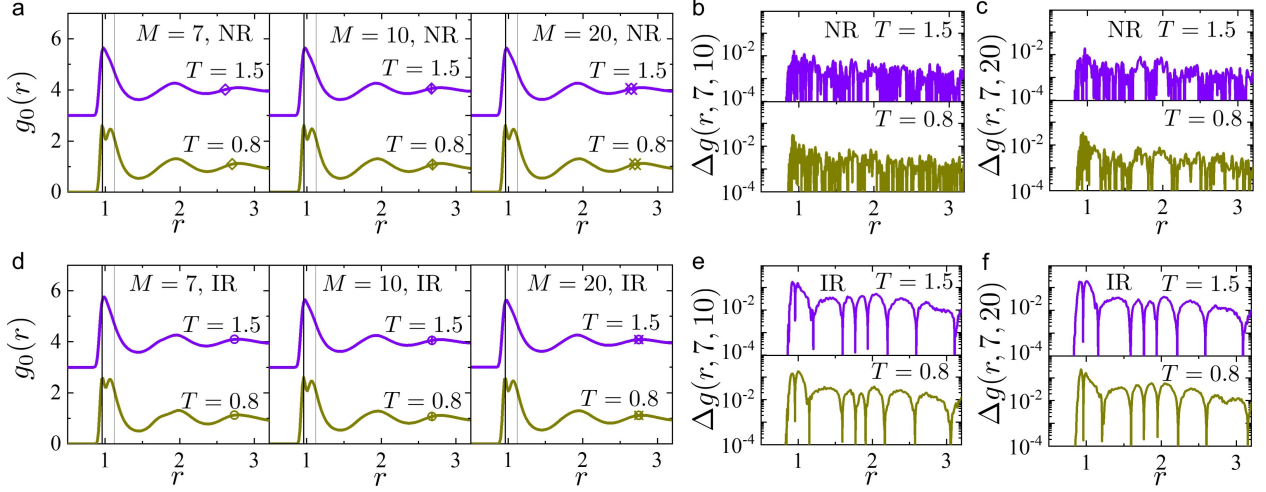 a
g₀(r)
6
4
2
0
M = 7, NR
T = 1.5
T = 0.8
M = 10, NR
T = 1.5
T = 0.8
M = 20, NR
T = 1.5
T = 0.8
1 2 3 1 2 3 1 2 3
r r r
b
Δg(r, 7, 10)
NR T = 1.5
10⁻²
10⁻⁴
T = 0.8
10⁻²
10⁻⁴
1 2 3
r
c
Δg(r, 7, 20)
NR T = 1.5
10⁻²
10⁻⁴
T = 0.8
10⁻²
10⁻⁴
1 2 3
r
d
g₀(r)
6
4
2
0
M = 7, IR
T = 1.5
T = 0.8
M = 10, IR
T = 1.5
T = 0.8
M = 20, IR
T = 1.5
T = 0.8
1 2 3 1 2 3 1 2 3
r r r
e
Δg(r, 7, 10)
IR T = 1.5
10⁻²
10⁻⁴
T = 0.8
10⁻²
10⁻⁴
1 2 3
r
f
Δg(r, 7, 20)
IR T = 1.5
10⁻²
10⁻⁴
T = 0.8
10⁻²
10⁻⁴
1 2 3
r